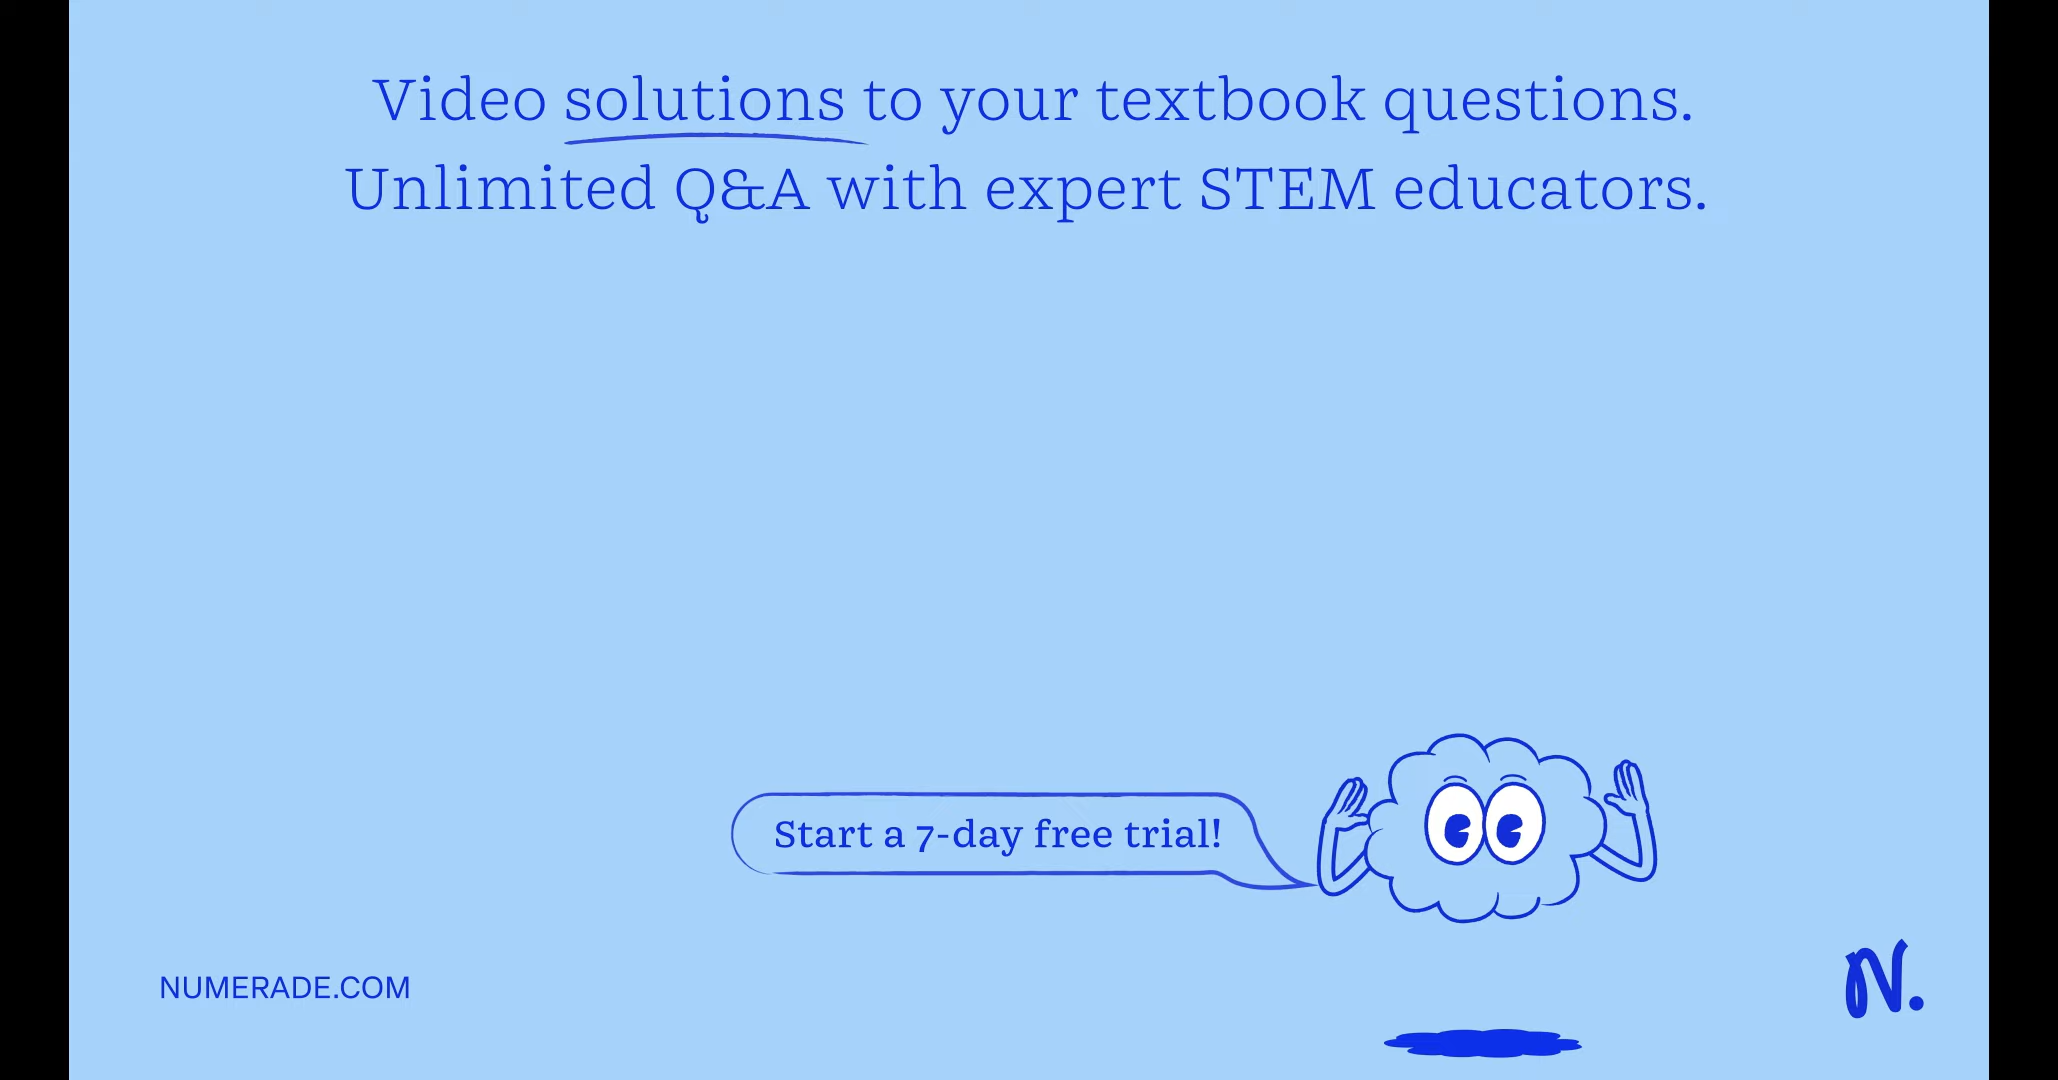 Video solutions to your textbook questions.
Unlimited Q&A with expert STEM educators.
Start a 7-day free trial!
NUMERADE.COM
N.